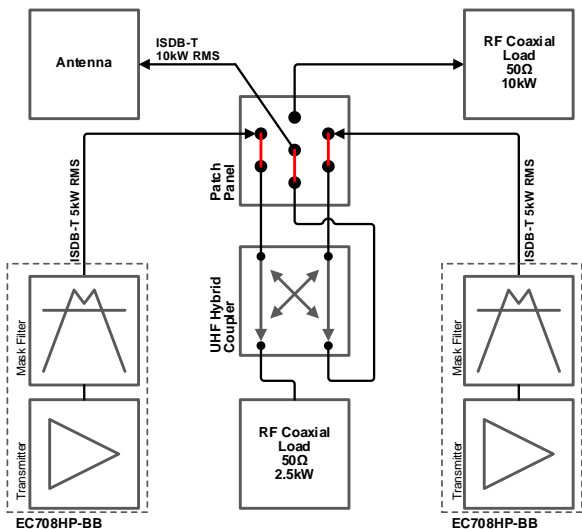 Antenna
ISDB-T
10kW RMS
RF Coaxial
Load
50Ω
10kW
Patch
Panel
ISDB-T 5kW RMS
ISDB-T 5kW RMS
UHF Hybrid
Coupler
Mask Filter
Mask Filter
RF Coaxial
Load
50Ω
2.5kW
Transmitter
Transmitter
EC708HP-BB
EC708HP-BB